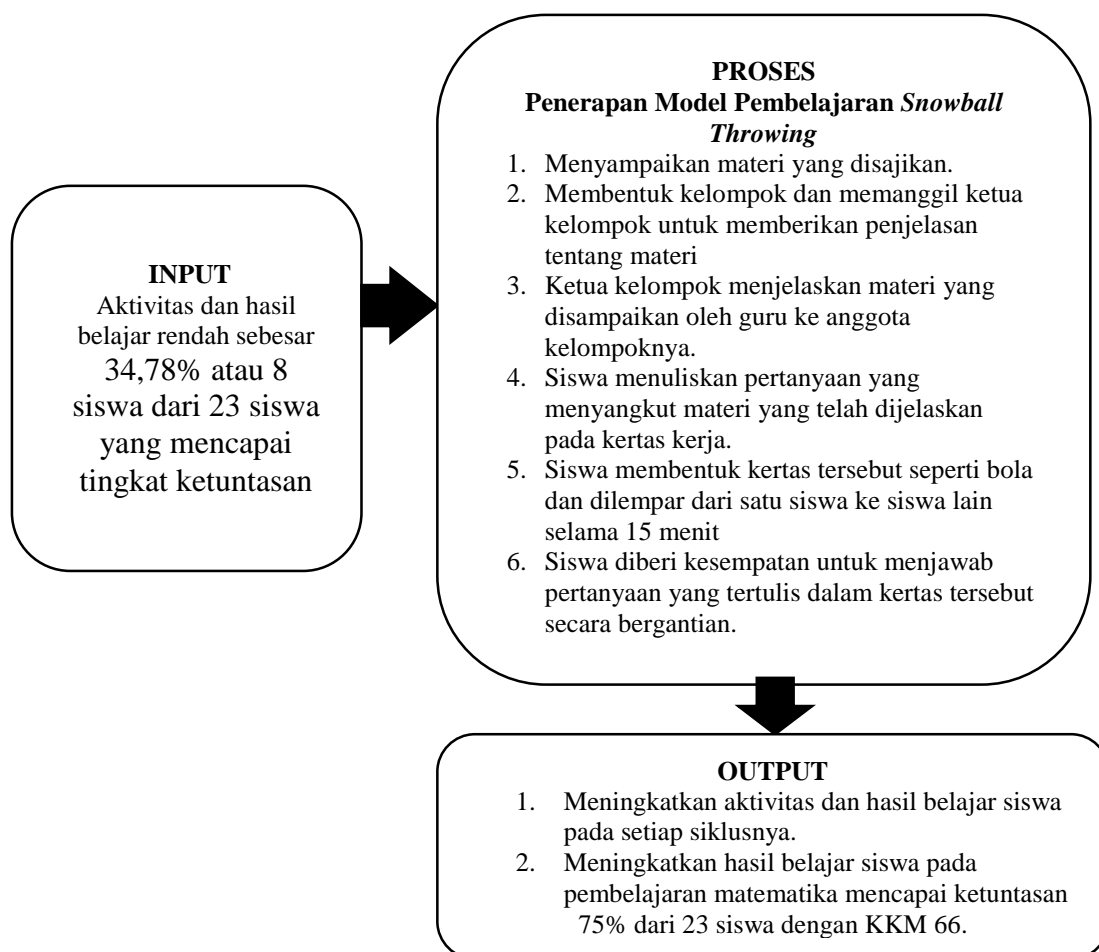 INPUT
Aktivitas dan hasil
belajar rendah sebesar
34,78% atau 8
siswa dari 23 siswa
yang mencapai
tingkat ketuntasan
PROSES
Penerapan Model Pembelajaran Snowball
Throwing
1. Menyampaikan materi yang disajikan.
2. Membentuk kelompok dan memanggil ketua
kelompok untuk memberikan penjelasan
tentang materi
3. Ketua kelompok menjelaskan materi yang
disampaikan oleh guru ke anggota
kelompoknya.
4. Siswa menuliskan pertanyaan yang
menyangkut materi yang telah dijelaskan
pada kertas kerja.
5. Siswa membentuk kertas tersebut seperti bola
dan dilempar dari satu siswa ke siswa lain
selama 15 menit
6. Siswa diberi kesempatan untuk menjawab
pertanyaan yang tertulis dalam kertas tersebut
secara bergantian.
OUTPUT
1. Meningkatkan aktivitas dan hasil belajar siswa
pada setiap siklusnya.
2. Meningkatkan hasil belajar siswa pada
pembelajaran matematika mencapai ketuntasan
75% dari 23 siswa dengan KKM 66.